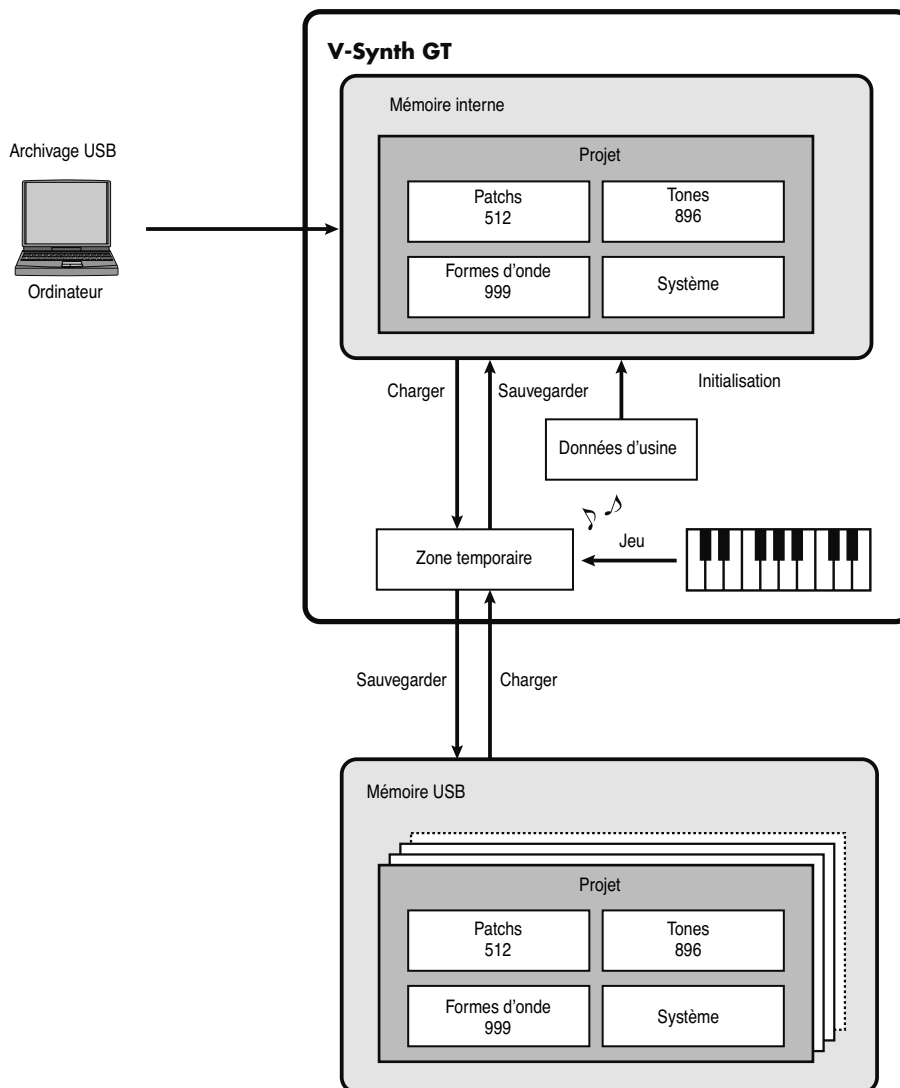 V-Synth GT
Mémoire interne
Archivage USB
Ordinateur
Projet
Patchs
512
Tones
896
Formes d'onde
999
Système
Charger
Sauvegarder
Initialisation
Données d'usine
Zone temporaire
Jeu
Sauvegarder
Charger
Mémoire USB
Projet
Patchs
512
Tones
896
Formes d'onde
999
Système